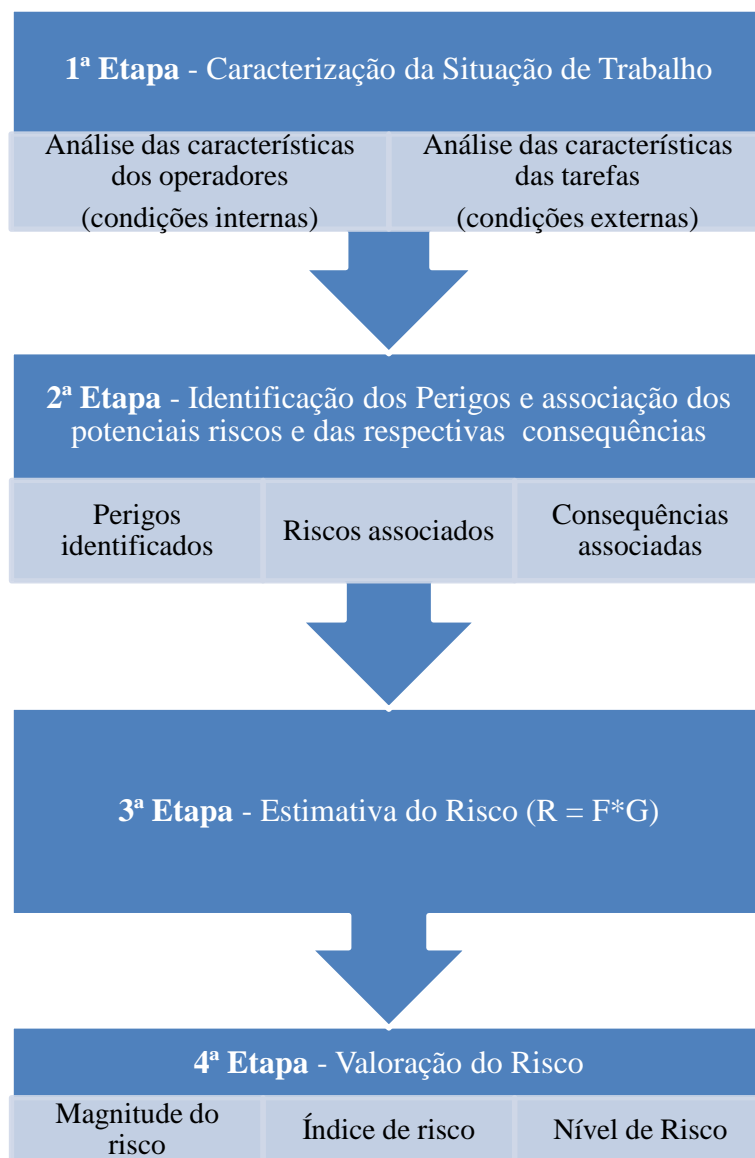 1ª Etapa - Caracterização da Situação de Trabalho
Análise das características
dos operadores
(condições internas)
Análise das características
das tarefa
(condições externas)
2ª Etapa - Identificação dos Perigos e associação dos
potenciais riscos e das respectivas consequências
Perigos
identificados
Riscos associados
Consequências
associadas
3ª Etapa - Estimativa do Risco (R = F*G)
4ª Etapa - Valoração do Risco
Magnitude do
risco
Índice de risco
Nível de Risco